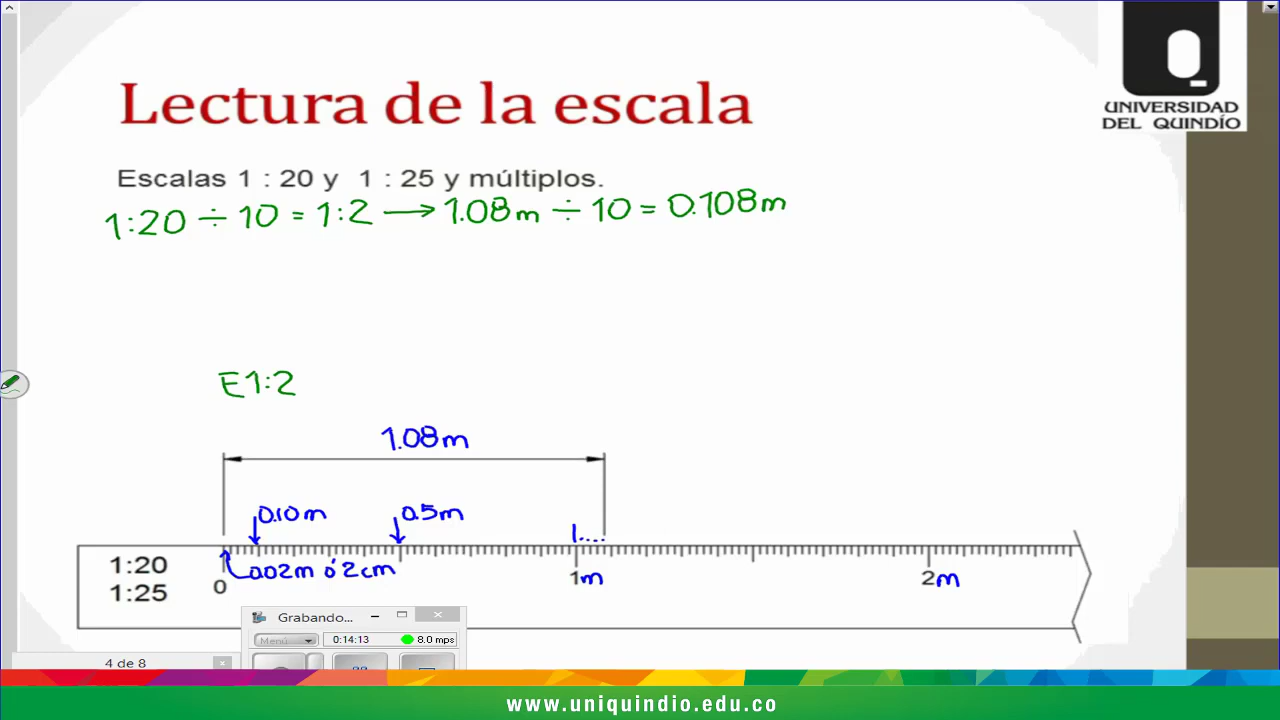 Lectura de la escala
UNIVERSIDAD
DEL QUINDÍO
Escalas 1 : 20 y 1 : 25 y múltiplos.
1:20 ÷ 10 = 1:2 → 1.08m ÷ 10 = 0.108m
E1:2
1.08m
0.10m 0.5m 1....
1:20
1:25
0 0.02m ó 2cm 1m 2m
Grabando...
Menú 0:14:13 8.0 mps
4 de 8
www.uniquindio.edu.co